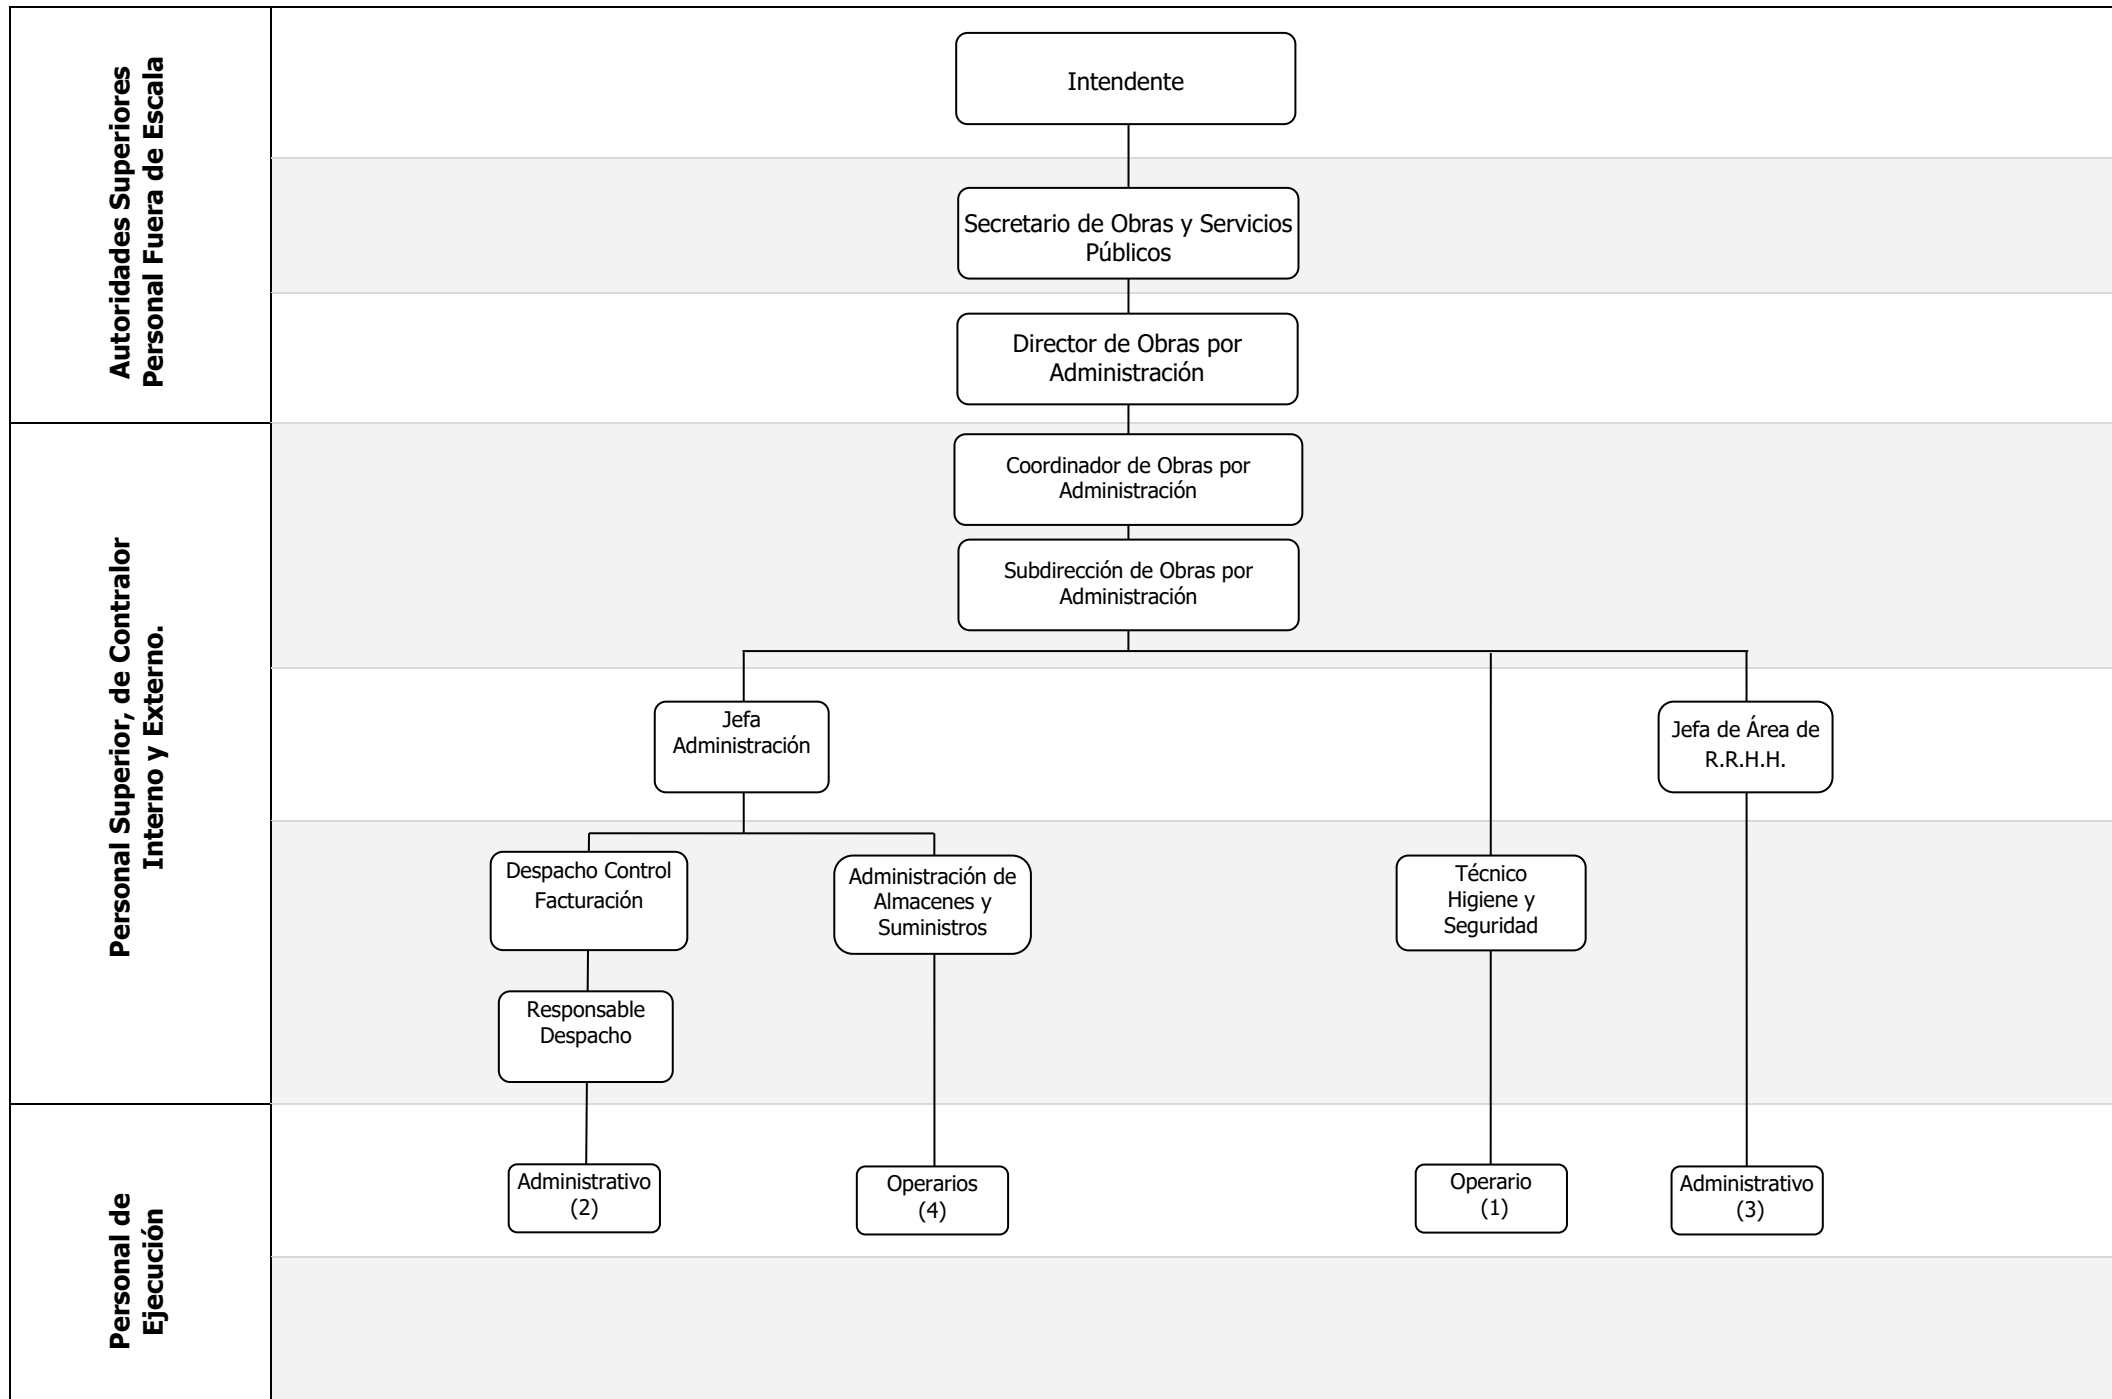 Autoridades Superiores
Personal Fuera de Escala
Intendente
Secretario de Obras y Servicios
Públicos
Director de Obras por
Administración
Personal Superior, de Contralor
Interno y Externo.
Coordinador de Obras por
Administración
Subdirección de Obras por
Administración
Jefa
Administración
Jefa de Área de
R.R.H.H.
Despacho Control
Facturación
Administración de
Almacenes y
Suministros
Técnico
Higiene y
Seguridad
Responsable
Despacho
Personal de
Ejecución
Administrativo
(2)
Operarios
(4)
Operario
(1)
Administrativo
(3)